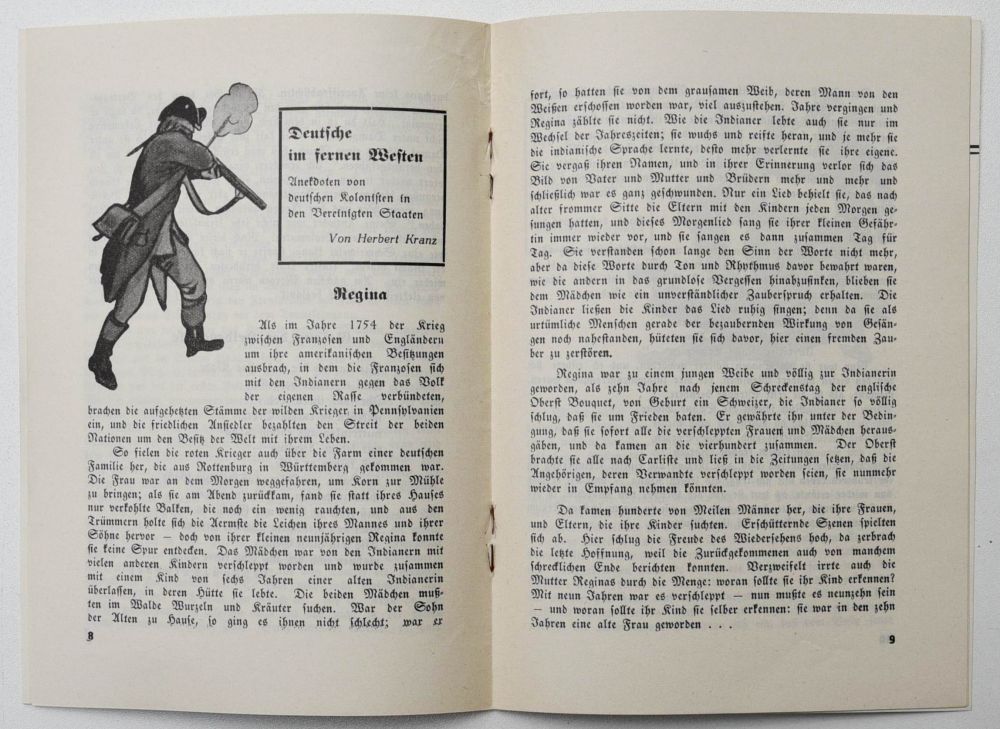 Deutsche
im fernen Westen
Anekdoten von
deutschen Kolonisten in
den Vereinigten Staaten
Von Herbert Kranz
Regina
Als im Jahre 1754 der Krieg
zwischen Franzosen und Engländern
um ihre amerikanischen Besitzungen
ausbrach, in dem die Franzosen sich
mit den Indianern gegen das Volk
der eigenen Rasse verbündeten,
brachen die aufgehetzten Stämme der wilden Krieger in Pennsylvanien
ein, und die friedlichen Ansiedler bezahlten den Streit der beiden
Nationen um den Besitz der Welt mit ihrem Leben.
So fielen die roten Krieger auch über die Farm einer deutschen
Familie her, die aus Rottenburg in Württemberg gekommen war.
Die Frau war an dem Morgen weggefahren, um Korn zur Mühle
zu bringen; als sie am Abend zurückkam, fand sie statt ihres Hauses
nur verkohlte Balken, die noch ein wenig rauchten, und aus den
Trümmern holte sich die Aermste die Leichen ihres Mannes und ihrer
Söhne hervor — doch von ihrer kleinen neunjährigen Regina konnte
sie keine Spur entdecken. Das Mädchen war von den Indianern mit
vielen anderen Kindern verschleppt worden und wurde zusammen
mit einem Kind von sechs Jahren einer alten Indianerin
überlassen, in deren Hütte sie lebte. Die beiden Mädchen muß-
ten im Walde Wurzeln und Kräuter suchen. War der Sohn
der Alten zu Hause, so ging es ihnen nicht schlecht; war er
8
fort, so hatten sie von dem grausamen Weib, deren Mann von den
Weißen erschossen worden war, viel auszustehen. Jahre vergingen und
Regina zählte sie nicht. Wie die Indianer lebte auch sie nur im
Wechsel der Jahreszeiten; sie wuchs und reifte heran, und je mehr sie
die indianische Sprache lernte, desto mehr verlernte sie ihre eigene.
Sie vergaß ihren Namen, und in ihrer Erinnerung verlor sich das
Bild von Vater und Mutter und Brüdern mehr und mehr und
schließlich war es ganz geschwunden. Nur ein Lied behielt sie, das nach
alter frommer Sitte die Eltern mit den Kindern jeden Morgen ge-
sungen hatten, und dieses Morgenlied sang sie ihrer kleinen Gefähr-
tin immer wieder vor, und sie sangen es dann zusammen Tag für
Tag. Sie verstanden schon lange den Sinn der Worte nicht mehr,
aber da diese Worte durch Ton und Rhythmus davor bewahrt waren,
wie die andern in das grundlose Vergessen hinabzusinken, blieben sie
dem Mädchen wie ein unverständlicher Zauberspruch erhalten. Die
Indianer ließen die Kinder das Lied ruhig singen; denn da sie als
urtümliche Menschen gerade der bezaubernden Wirkung von Gesän-
gen noch nahestanden, hüteten sie sich davor, hier einen fremden Zau-
ber zu zerstören.
Regina war zu einem jungen Weibe und völlig zur Indianerin
geworden, als zehn Jahre nach jenem Schreckenstag der englische
Oberst Bouquet, von Geburt ein Schweizer, die Indianer so völlig
schlug, daß sie um Frieden baten. Er gewährte ihn unter der Bedin-
gung, daß sie sofort alle die verschleppten Frauen und Mädchen heraus-
gäben, und da kamen an die vierhundert zusammen. Der Oberst
brachte sie alle nach Carliste und ließ in die Zeitungen setzen, daß die
Angehörigen, deren Verwandte verschleppt worden seien, sie nunmehr
wieder in Empfang nehmen könnten.
Da kamen hunderte von Meilen Männer her, die ihre Frauen,
und Eltern, die ihre Kinder suchten. Erschütternde Szenen spielten
sich ab. Hier schlug die Freude des Wiedersehens hoch, da zerbrach
die letzte Hoffnung, weil die Zurückgekommenen auch von manchem
schrecklichen Ende berichten konnten. Verzweifelt irrte auch die
Mutter Reginas durch die Menge: woran sollte sie ihr Kind erkennen?
Mit neun Jahren war es verschleppt — nun mußte es neunzehn sein
— und woran sollte ihr Kind sie selber erkennen: sie war in den zehn
Jahren eine alte Frau geworden . . .
9